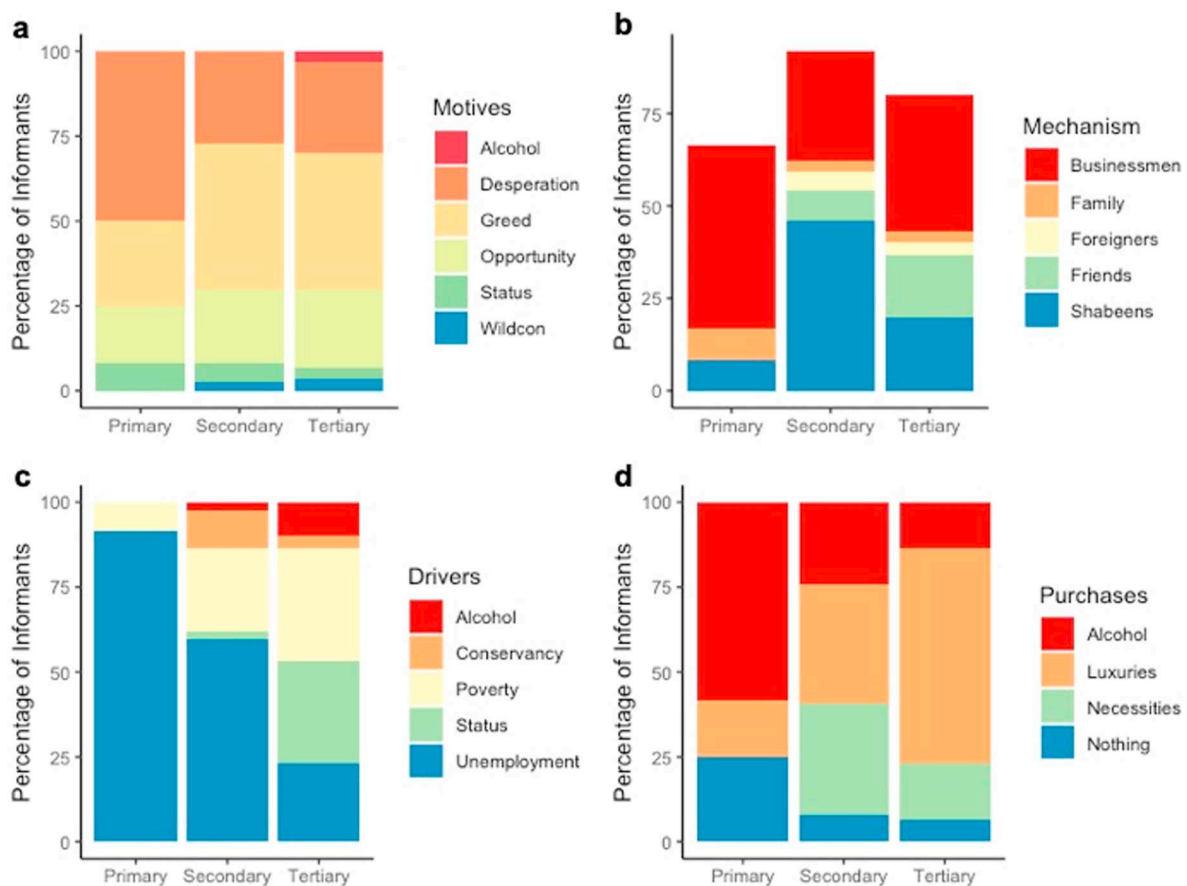 a
Percentage of Informants
100
75
50
25
0
Primary Secondary Tertiary
Motives
Alcohol
Desperation
Greed
Opportunity
Status
Wildcon
b
Percentage of Informants
75
50
25
0
Primary Secondary Tertiary
Mechanism
Businessmen
Family
Foreigners
Friends
Shabeens
c
Percentage of Informants
100
75
50
25
0
Primary Secondary Tertiary
Drivers
Alcohol
Conservancy
Poverty
Status
Unemployment
d
Percentage of Informants
100
75
50
25
0
Primary Secondary Tertiary
Purchases
Alcohol
Luxuries
Necessities
Nothing